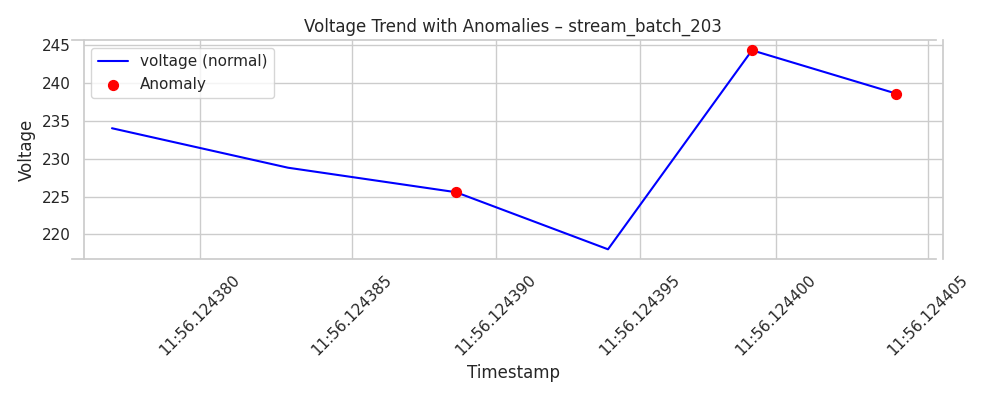 Voltage Trend with Anomalies – stream_batch_203
voltage (normal)
Anomaly
Voltage
245
240
235
230
225
220
11:56.124380
11:56.124385
11:56.124390
11:56.124395
11:56.124400
11:56.124405
Timestamp